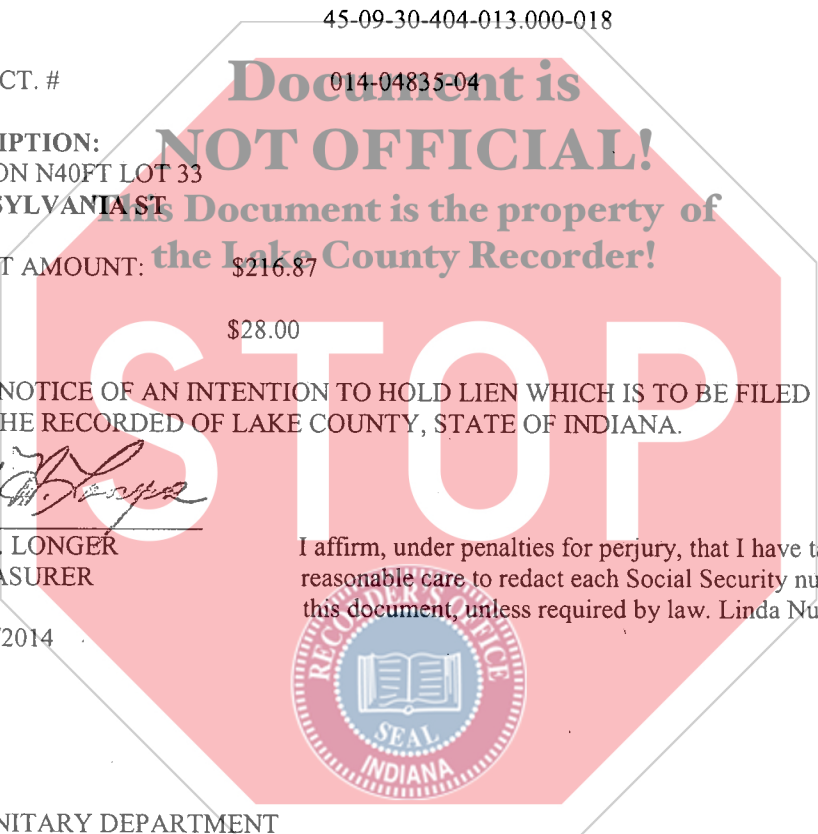 45-09-30-404-013.000-018
CT. # 014-04835-04
Document is
NOT OFFICIAL!
This Document is the property of
the Lake County Recorder!
IPTION:
ON N40FT LOT 33
SYLVANIA ST
T AMOUNT: $216.87
$28.00
STOP
NOTICE OF AN INTENTION TO HOLD LIEN WHICH IS TO BE FILED
HE RECORDED OF LAKE COUNTY, STATE OF INDIANA.
. LONGER
ASURER
/2014
I affirm, under penalties for perjury, that I have ta
reasonable care to redact each Social Security nu
this document, unless required by law. Linda Nu
RECORDER'S OFFICE
SEAL
INDIANA
NITARY DEPARTMENT